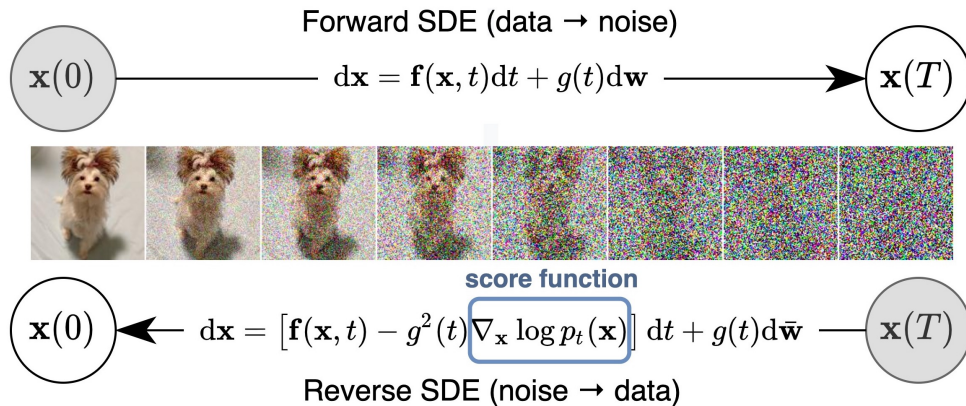 Forward SDE (data → noise)
x(0) dx = f(x, t)dt + g(t)dw x(T)
score function
x(0) dx = [f(x, t) − g²(t)∇ₓ log pₜ(x)] dt + g(t)dw̄ x(T)
Reverse SDE (noise → data)